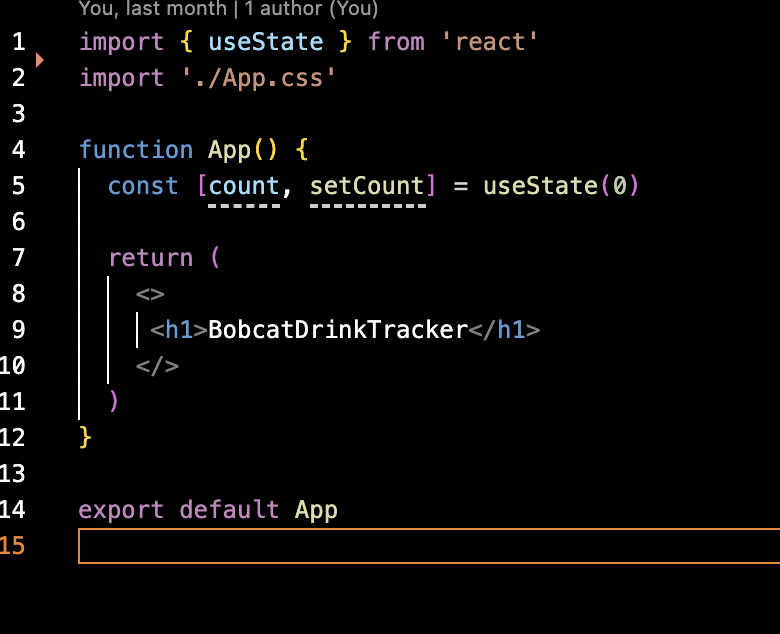 You, last month | 1 author (You)
1 import { useState } from 'react'
2 import './App.css'
3
4 function App() {
5   const [count, setCount] = useState(0)
6
7   return (
8     <>
9      <h1>BobcatDrinkTracker</h1>
10     </>
11   )
12 }
13
14 export default App
15